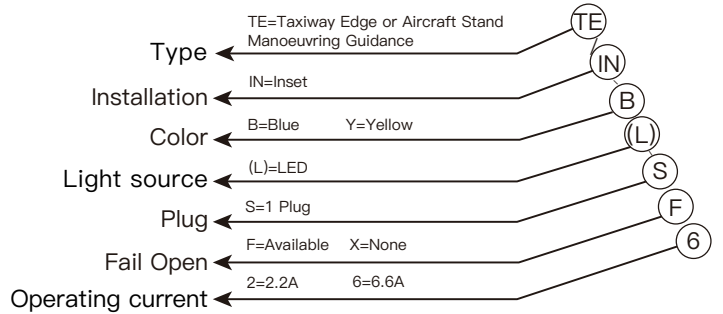 TE=Taxiway Edge or Aircraft Stand
Manoeuvring Guidance
TE
Type
IN=Inset
IN
Installation
B=Blue Y=Yellow
B
Color
(L)=LED
(L)
Light source
S=1 Plug
S
Plug
F=Available X=None
F
Fail Open
2=2.2A 6=6.6A
6
Operating current